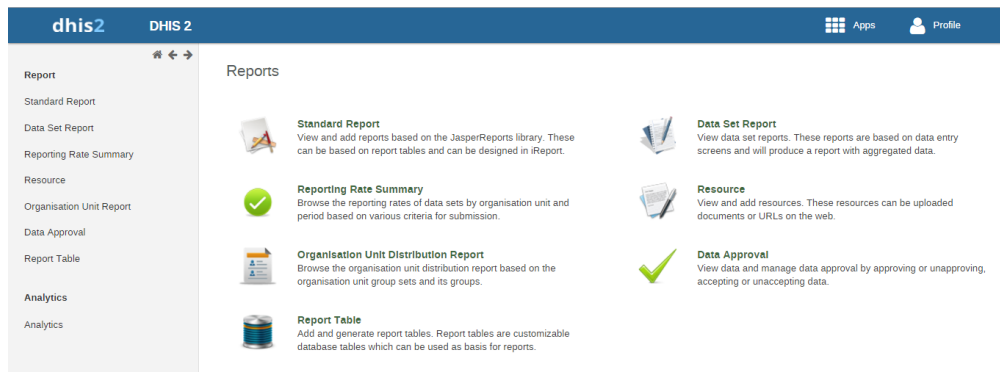 dhis2 DHIS 2 Apps Profile
Report
Standard Report
Data Set Report
Reporting Rate Summary
Resource
Organisation Unit Report
Data Approval
Report Table
Analytics
Analytics
Reports
Standard Report
View and add reports based on the JasperReports library. These
can be based on report tables and can be designed in iReport.
Data Set Report
View data set reports. These reports are based on data entry
screens and will produce a report with aggregated data.
Reporting Rate Summary
Browse the reporting rates of data sets by organisation unit and
period based on various criteria for submission.
Resource
View and add resources. These resources can be uploaded
documents or URLs on the web.
Organisation Unit Distribution Report
Browse the organisation unit distribution report based on the
organisation unit group sets and its groups.
Data Approval
View data and manage data approval by approving or unapproving,
accepting or unaccepting data.
Report Table
Add and generate report tables. Report tables are customizable
database tables which can be used as basis for reports.